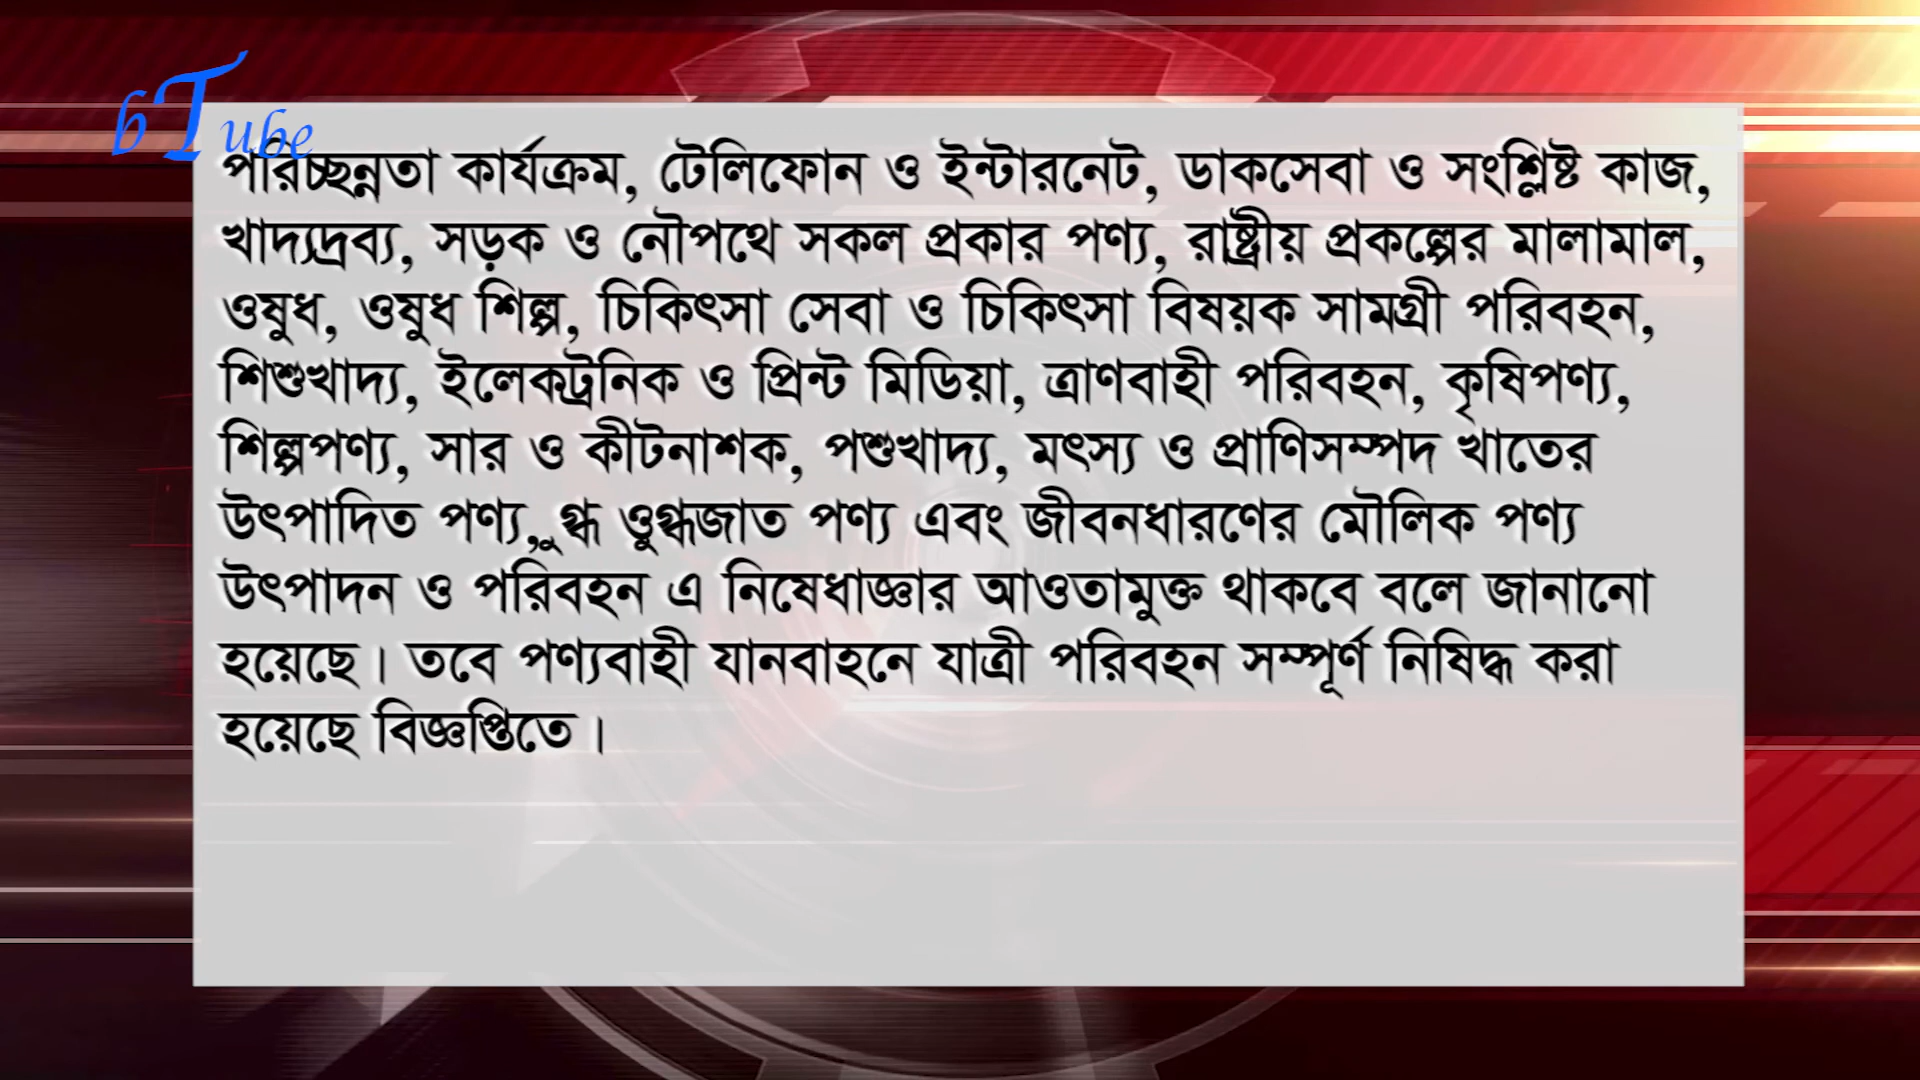 bTube
পরিচ্ছন্নতা কার্যক্রম, টেলিফোন ও ইন্টারনেট, ডাকসেবা ও সংশ্লিষ্ট কাজ,
খাদ্যদ্রব্য, সড়ক ও নৌপথে সকল প্রকার পণ্য, রাষ্ট্রীয় প্রকল্পের মালামাল,
ওষুধ, ওষুধ শিল্প, চিকিৎসা সেবা ও চিকিৎসা বিষয়ক সামগ্রী পরিবহন,
শিশুখাদ্য, ইলেকট্রনিক ও প্রিন্ট মিডিয়া, ত্রাণবাহী পরিবহন, কৃষিপণ্য,
শিল্পপণ্য, সার ও কীটনাশক, পশুখাদ্য, মৎস্য ও প্রাণিসম্পদ খাতের
উৎপাদিত পণ্য, ুগ্ধ ওুগ্ধজাত পণ্য এবং জীবনধারণের মৌলিক পণ্য
উৎপাদন ও পরিবহন এ নিষেধাজ্ঞার আওতামুক্ত থাকবে বলে জানানো
হয়েছে। তবে পণ্যবাহী যানবাহনে যাত্রী পরিবহন সম্পূর্ণ নিষিদ্ধ করা
হয়েছে বিজ্ঞপ্তিতে।